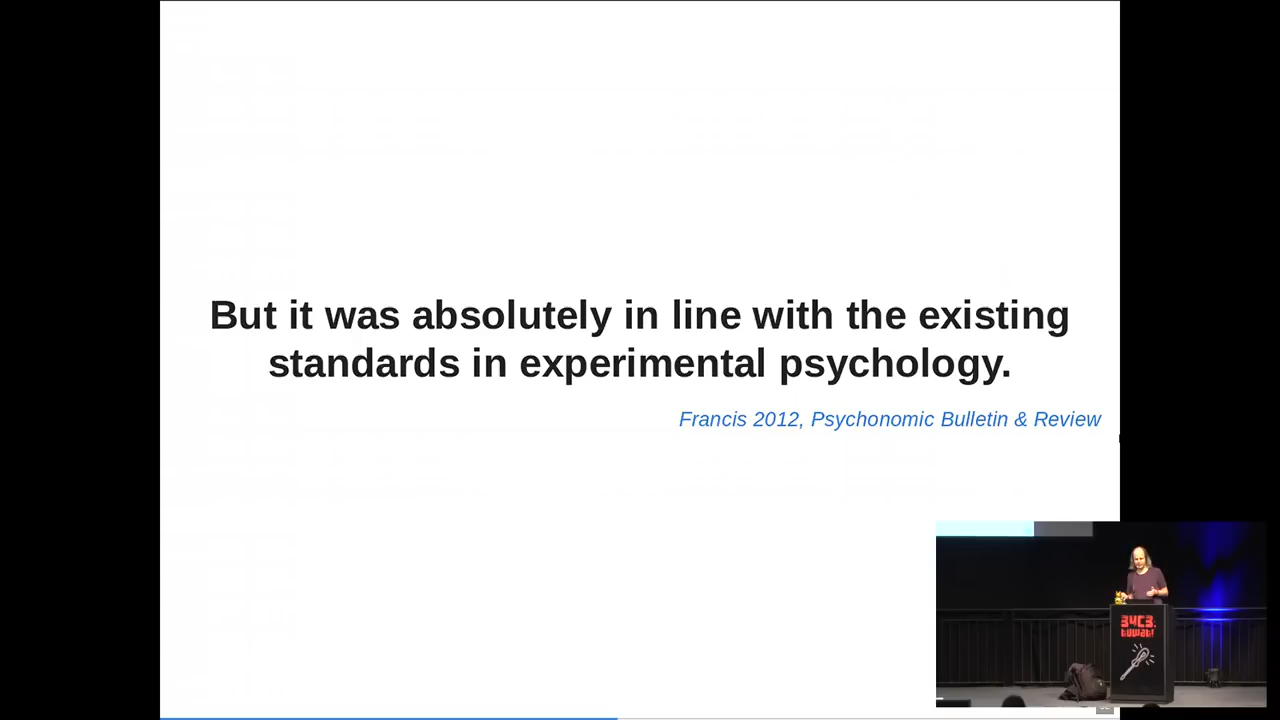 But it was absolutely in line with the existing
standards in experimental psychology.
Francis 2012, Psychonomic Bulletin & Review
34C3.
tuwat!